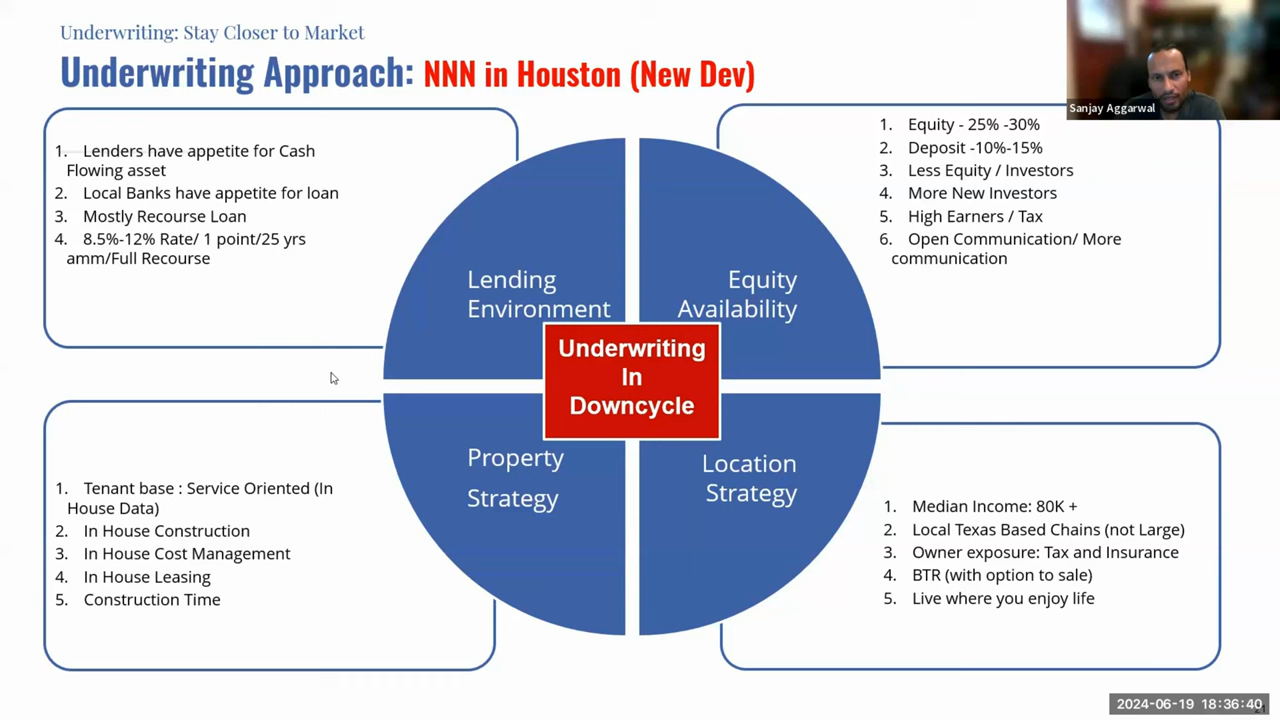 Underwriting: Stay Closer to Market
Underwriting Approach: NNN in Houston (New Dev)
Sanjay Aggarwal
1. Lenders have appetite for Cash
Flowing asset
2. Local Banks have appetite for loan
3. Mostly Recourse Loan
4. 8.5%-12% Rate/ 1 point/25 yrs
amm/Full Recourse
1. Equity - 25% -30%
2. Deposit -10%-15%
3. Less Equity / Investors
4. More New Investors
5. High Earners / Tax
6. Open Communication/ More
communication
Lending
Environment
Equity
Availability
Underwriting
In
Downcycle
Property
Strategy
Location
Strategy
1. Tenant base : Service Oriented (In
House Data)
2. In House Construction
3. In House Cost Management
4. In House Leasing
5. Construction Time
1. Median Income: 80K +
2. Local Texas Based Chains (not Large)
3. Owner exposure: Tax and Insurance
4. BTR (with option to sale)
5. Live where you enjoy life
2024-06-19 18:36:40